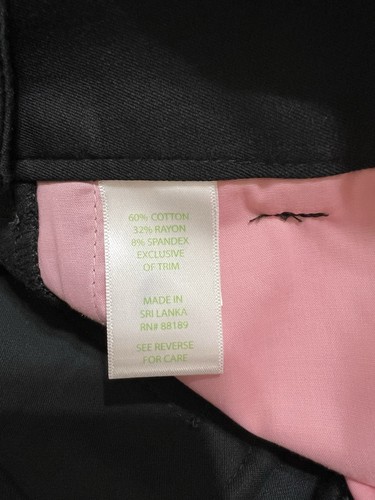 60% COTTON
32% RAYON
8% SPANDEX
EXCLUSIVE
OF TRIM
MADE IN
SRI LANKA
RN# 88189
SEE REVERSE
FOR CARE